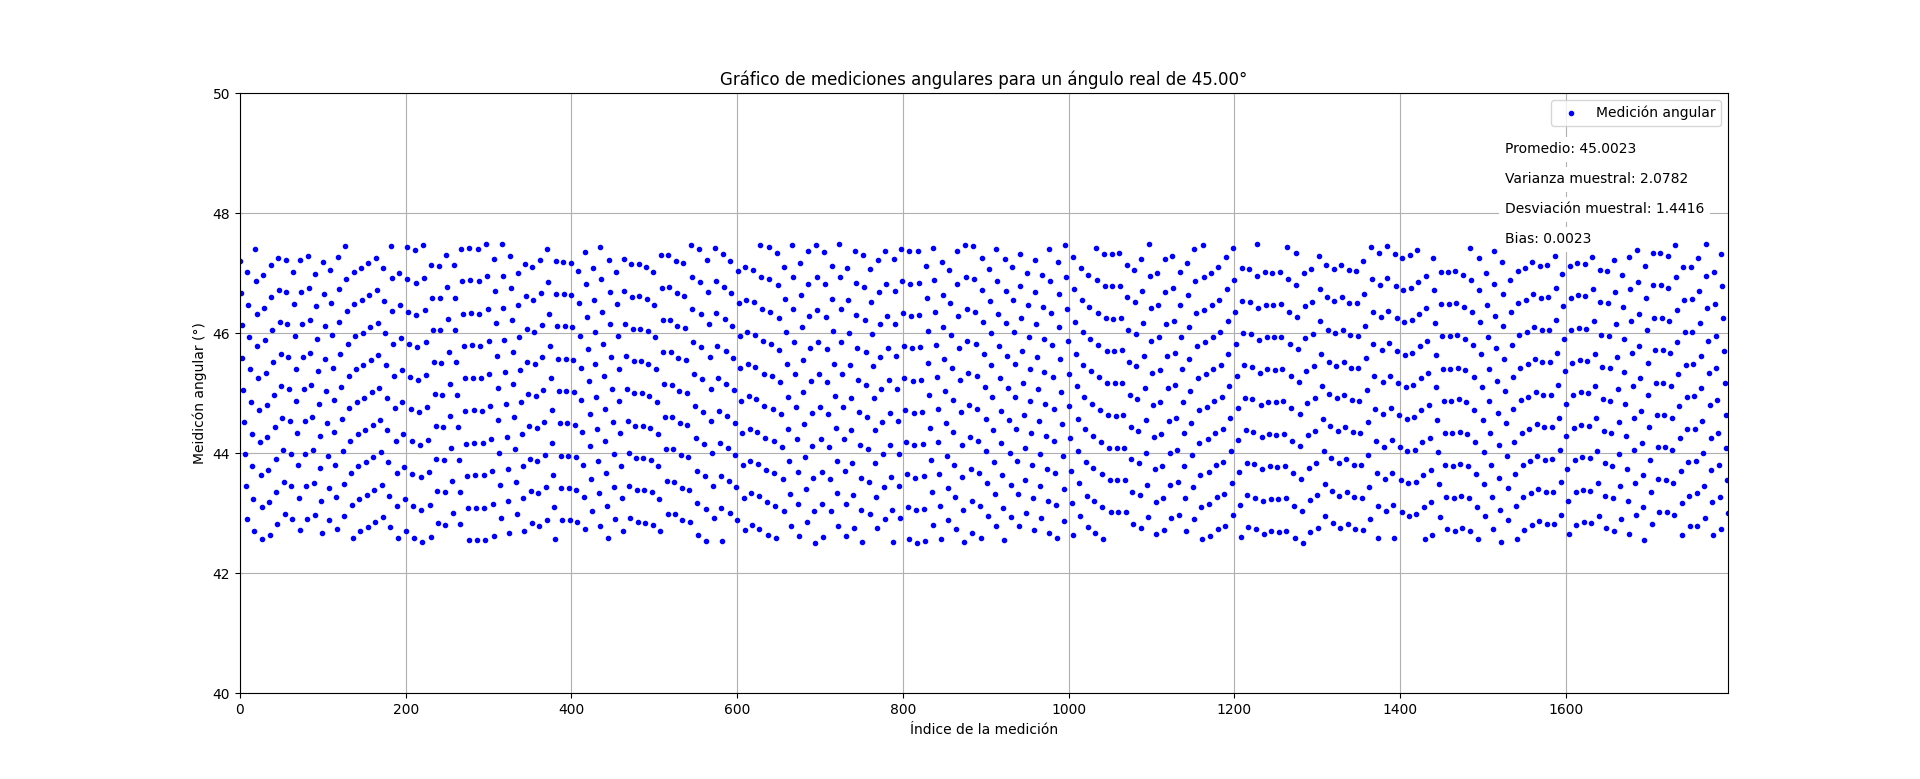 Gráfico de mediciones angulares para un ángulo real de 45.00°
50
Medición angular
Promedio: 45.0023
Varianza muestral: 2.0782
48
Desviación muestral: 1.4416
Bias: 0.0023
46
Meidicón angular (°)
44
42
40
0 200 400 600 800 1000 1200 1400 1600
Índice de la medición